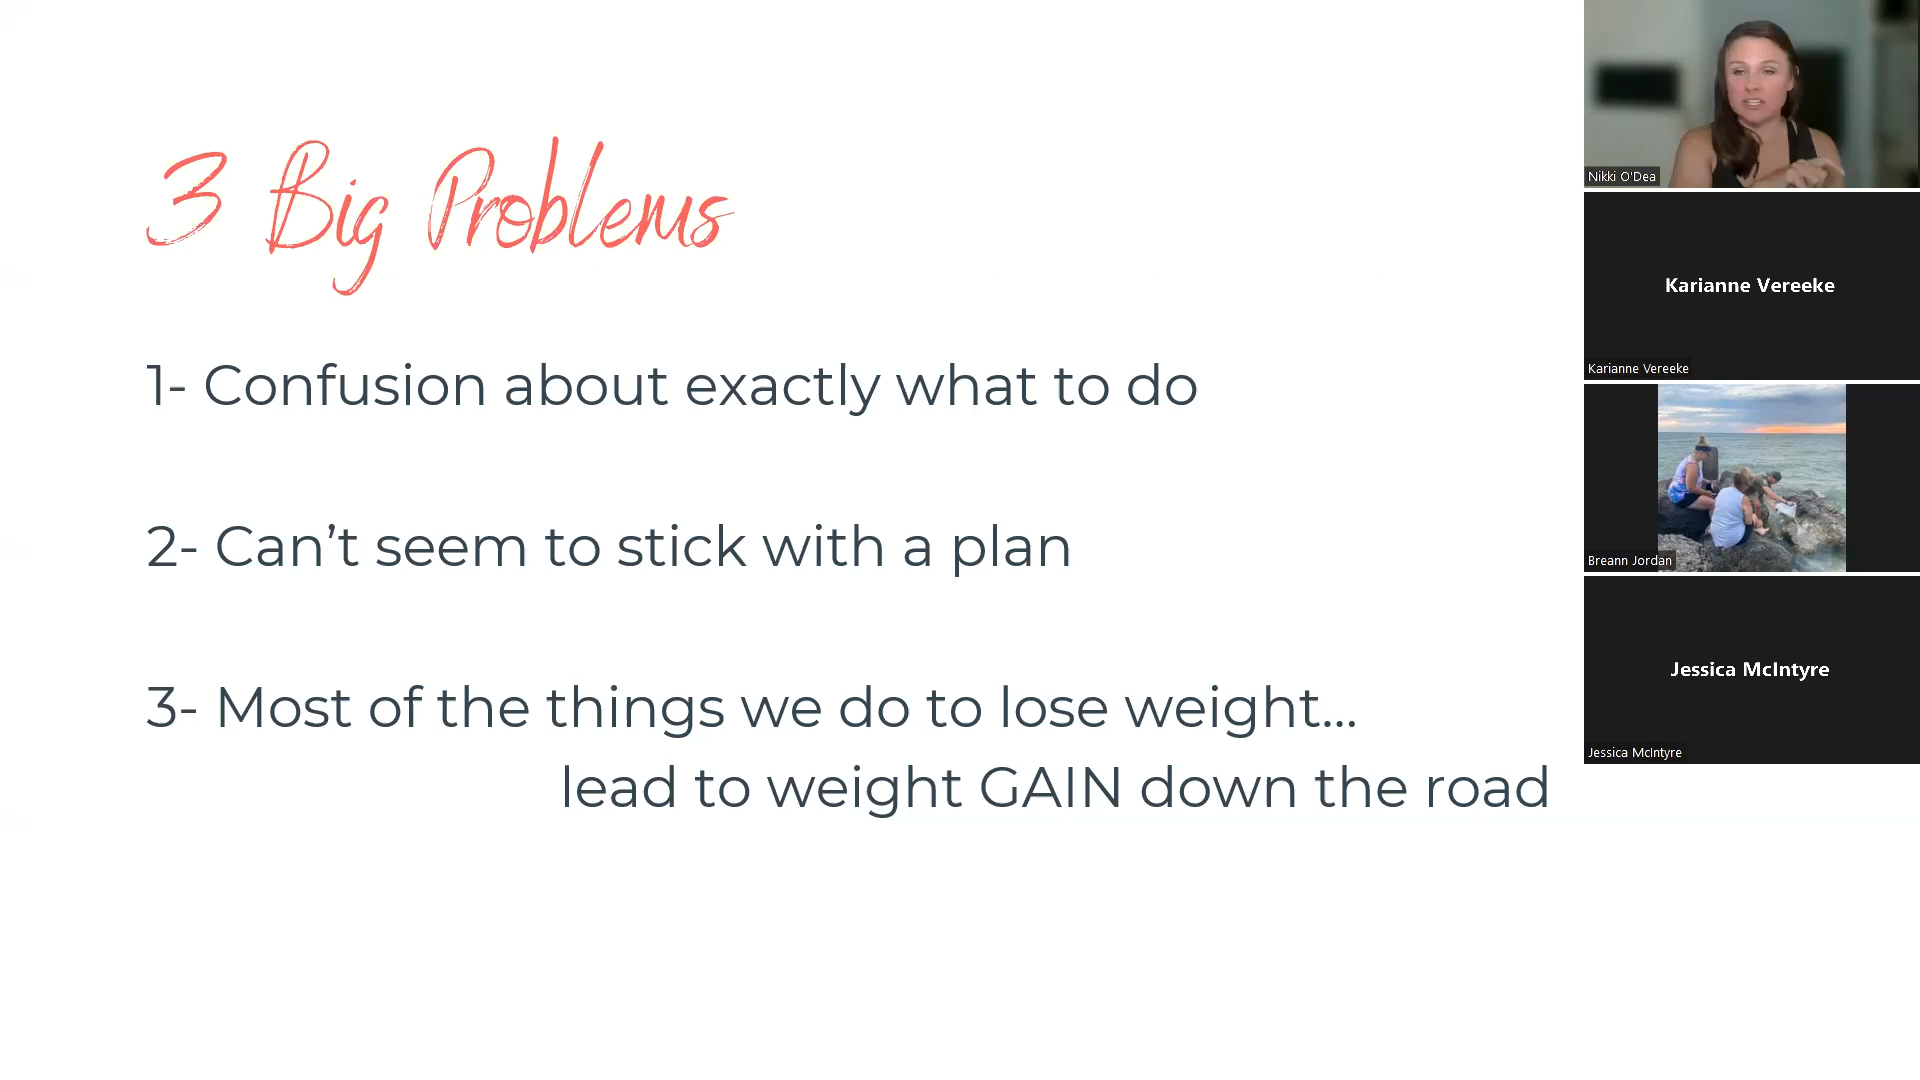 3 Big Problems
1- Confusion about exactly what to do
2- Can’t seem to stick with a plan
3- Most of the things we do to lose weight...
lead to weight GAIN down the road
Nikki O'Dea
Karianne Vereeke
Karianne Vereeke
Breann Jordan
Jessica McIntyre
Jessica McIntyre